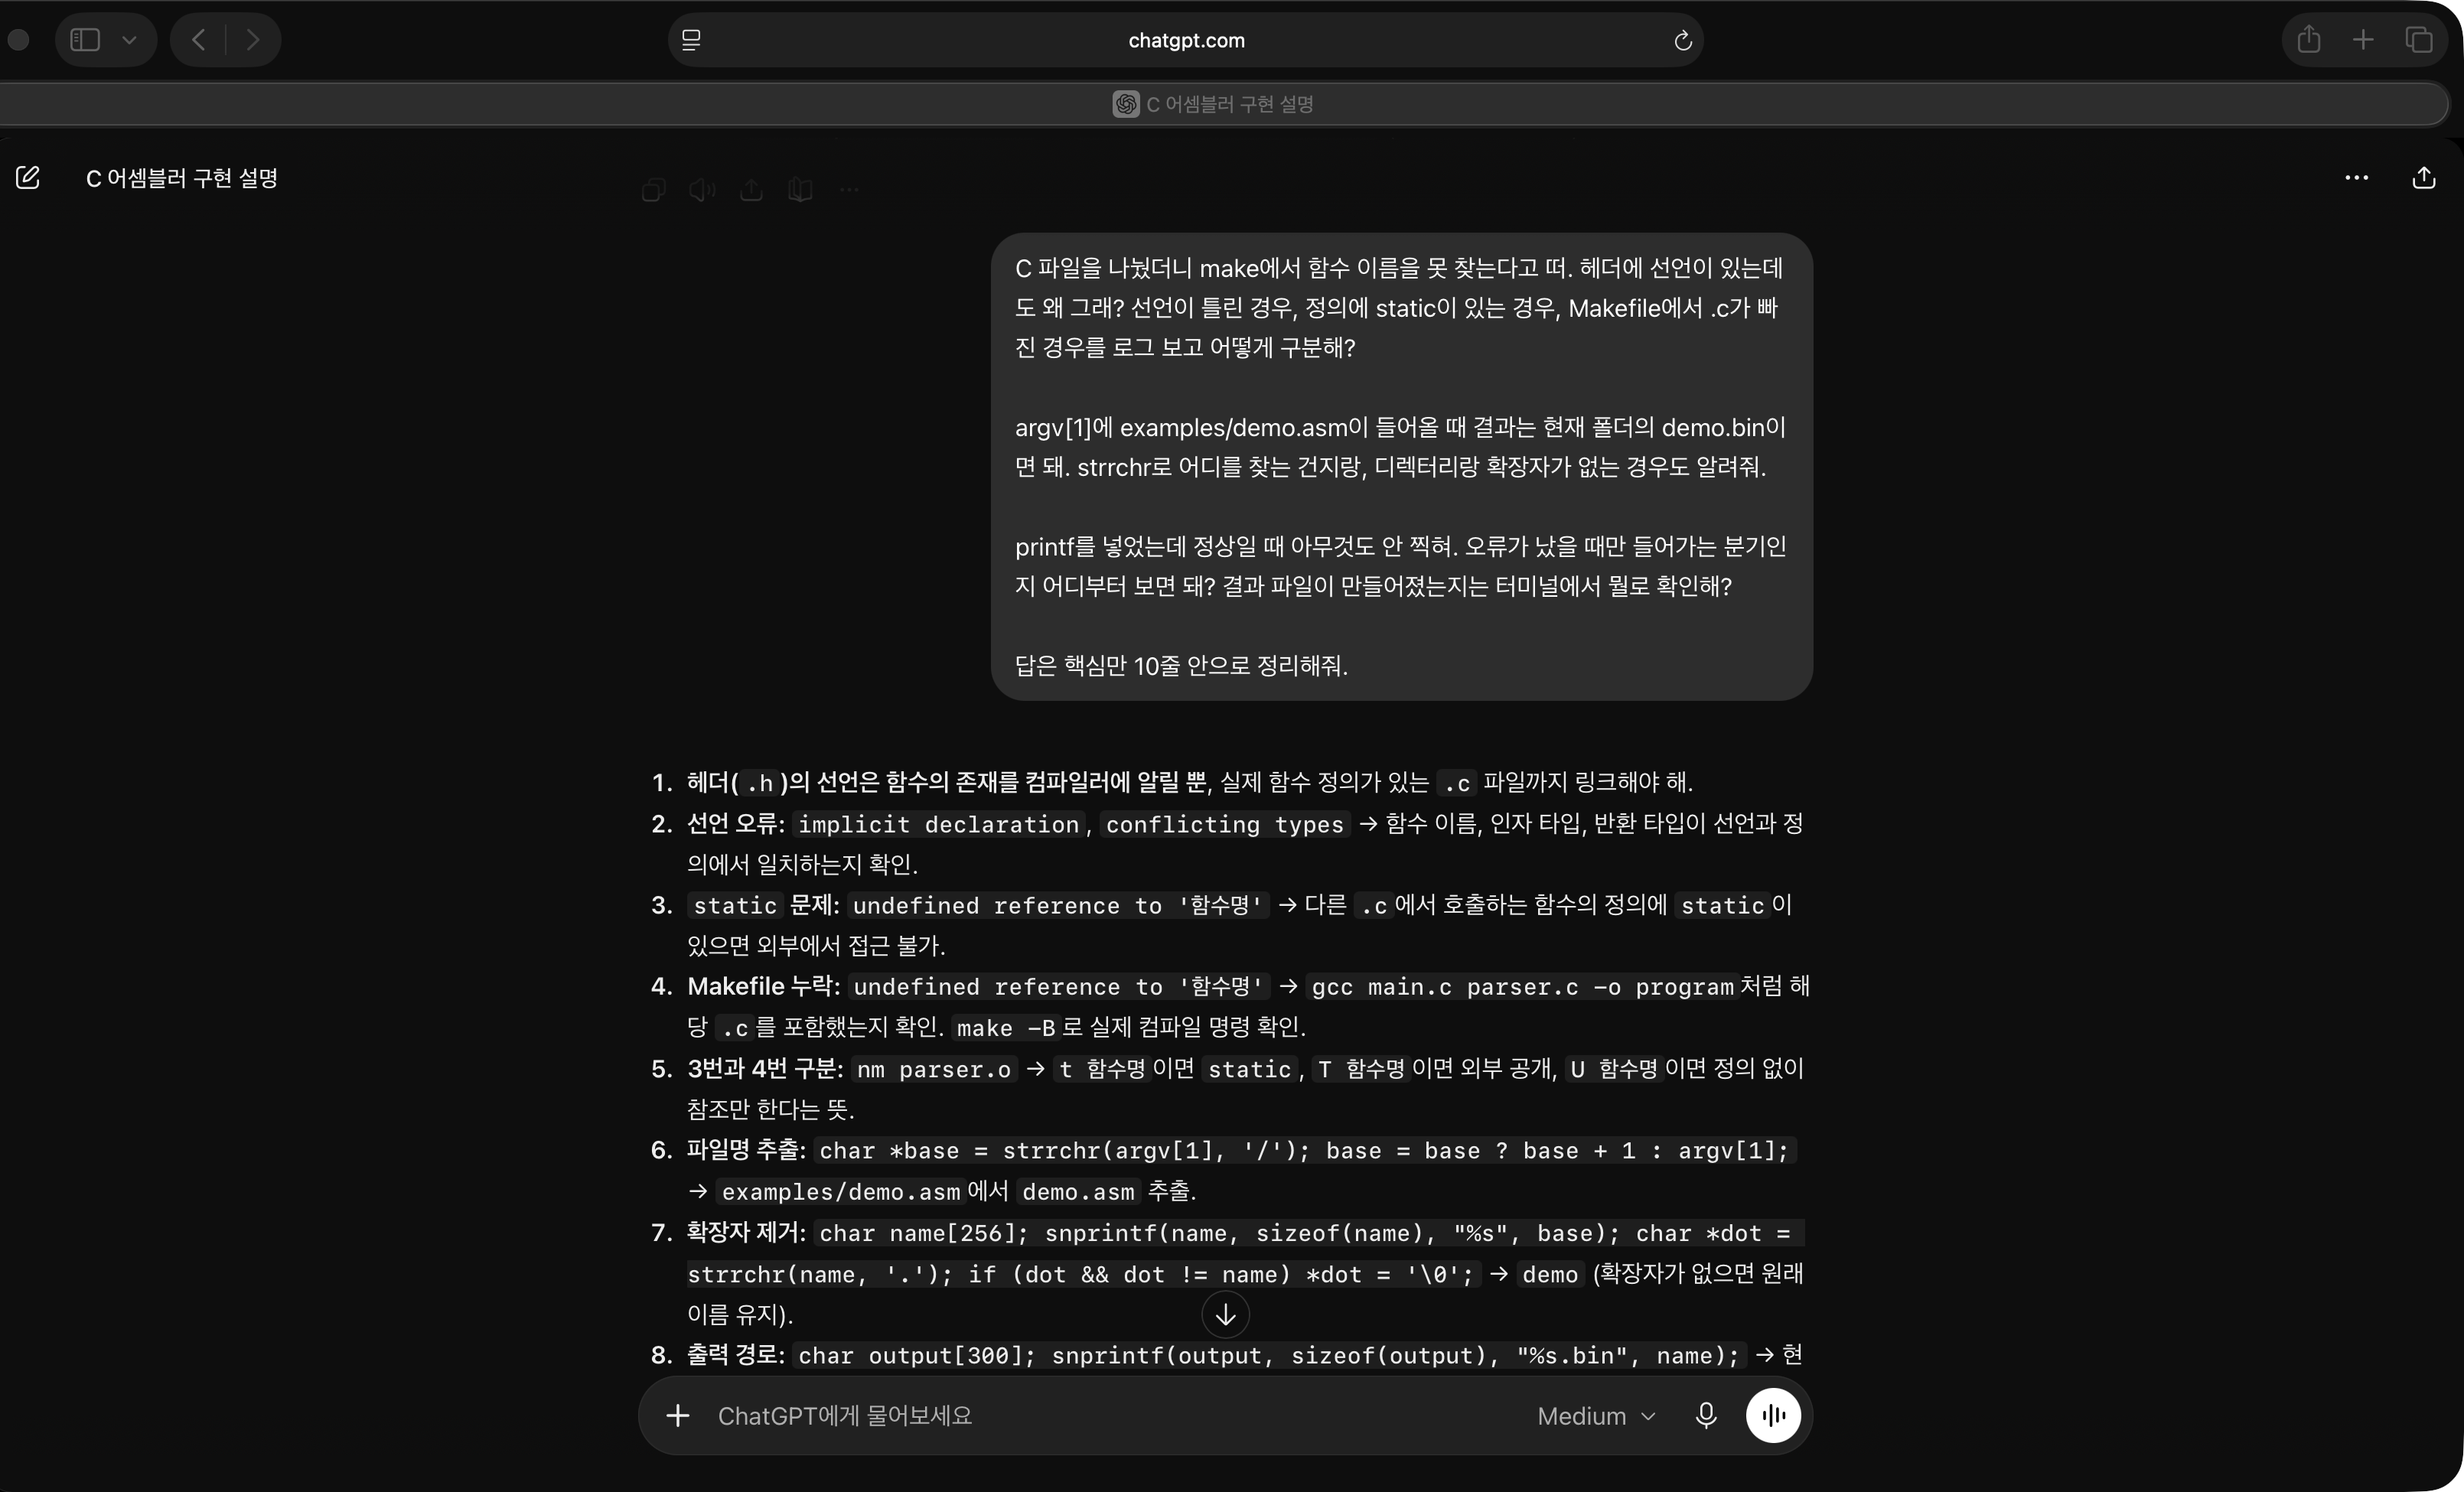 chatgpt.com
C 어셈블러 구현 설명
C 어셈블러 구현 설명
C 파일을 나눴더니 make에서 함수 이름을 못 찾는다고 떠. 헤더에 선언이 있는데
도 왜 그래? 선언이 틀린 경우, 정의에 static이 있는 경우, Makefile에서 .c가 빠
진 경우를 로그 보고 어떻게 구분해?
argv[1]에 examples/demo.asm이 들어올 때 결과는 현재 폴더의 demo.bin이
면 돼. strrchr로 어디를 찾는 건지랑, 디렉터리랑 확장자가 없는 경우도 알려줘.
printf를 넣었는데 정상일 때 아무것도 안 찍혀. 오류가 났을 때만 들어가는 분기인
지 어디부터 보면 돼? 결과 파일이 만들어졌는지는 터미널에서 뭘로 확인해?
답은 핵심만 10줄 안으로 정리해줘.
1. 헤더(.h)의 선언은 함수의 존재를 컴파일러에 알릴 뿐, 실제 함수 정의가 있는 .c 파일까지 링크해야 해.
2. 선언 오류: implicit declaration, conflicting types → 함수 이름, 인자 타입, 반환 타입이 선언과 정
의에서 일치하는지 확인.
3. static 문제: undefined reference to '함수명' → 다른 .c에서 호출하는 함수의 정의에 static이
있으면 외부에서 접근 불가.
4. Makefile 누락: undefined reference to '함수명' → gcc main.c parser.c -o program처럼 해
당 .c를 포함했는지 확인. make -B로 실제 컴파일 명령 확인.
5. 3번과 4번 구분: nm parser.o → t 함수명이면 static, T 함수명이면 외부 공개, U 함수명이면 정의 없이
참조만 한다는 뜻.
6. 파일명 추출: char *base = strrchr(argv[1], '/'); base = base ? base + 1 : argv[1];
→ examples/demo.asm에서 demo.asm 추출.
7. 확장자 제거: char name[256]; snprintf(name, sizeof(name), "%s", base); char *dot =
strrchr(name, '.'); if (dot && dot != name) *dot = '\0'; → demo (확장자가 없으면 원래
이름 유지).
8. 출력 경로: char output[300]; snprintf(output, sizeof(output), "%s.bin", name); → 현
ChatGPT에게 물어보세요
Medium